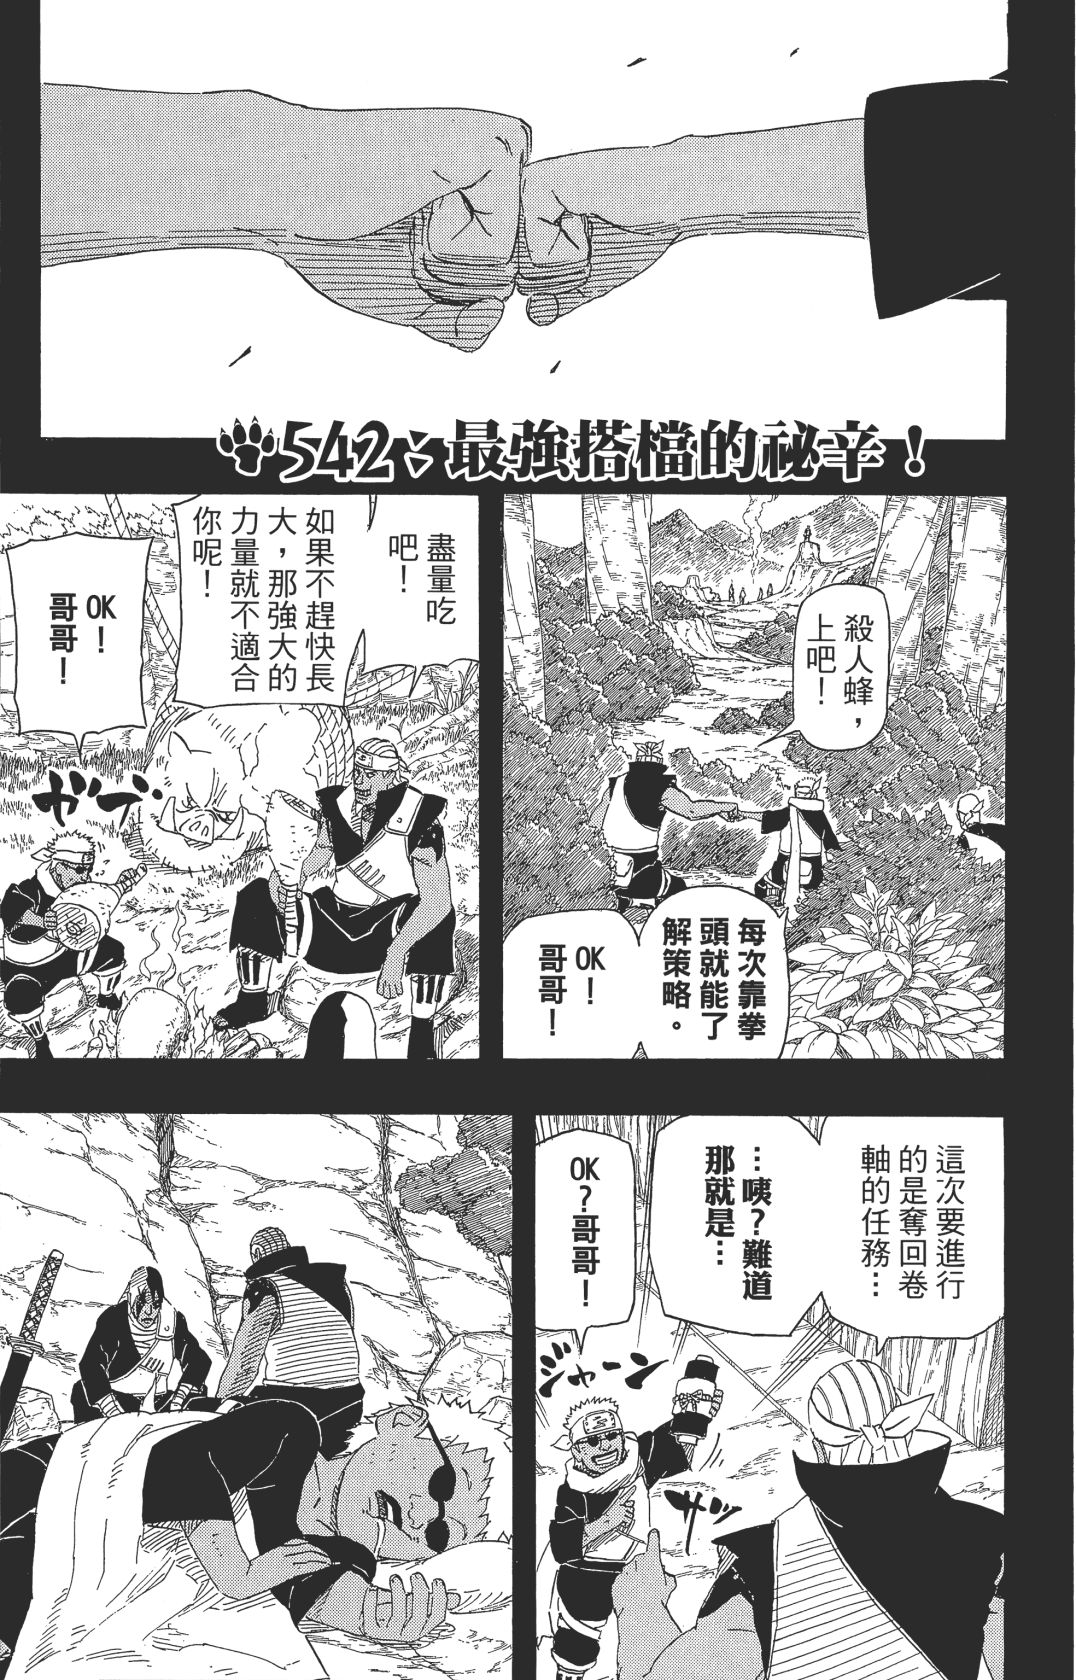 542：最強搭檔的祕辛！
殺人蜂，
上吧！
每次靠拳
頭就能了
解策略。
OK！
哥哥！
盡量吃
吧！
如果不趕快長
大，那強大的
力量就不適合
你呢！
OK！
哥哥！
ガブ
這次要進行
的是奪回卷
軸的任務…
…咦？難道
那就是…
OK？哥哥！
ジャーン
サッ